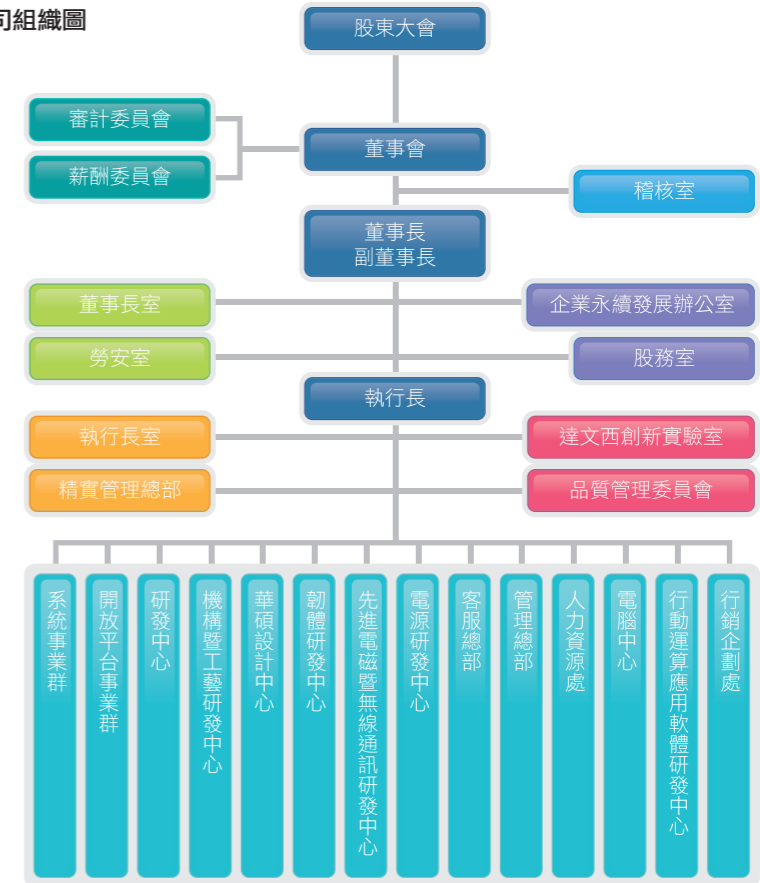 司組織圖
股東大會
審計委員會
董事會
薪酬委員會
稽核室
董事長
副董事長
董事長室
企業永續發展辦公室
勞安室
股務室
執行長
執行長室
達文西創新實驗室
精實管理總部
品質管理委員會
系統事業群
開放平台事業群
研發中心
機構暨工藝研發中心
華碩設計中心
韌體研發中心
先進電磁暨無線通訊研發中心
電源研發中心
客服總部
管理總部
人力資源處
電腦中心
行動運算應用軟體研發中心
行銷企劃處